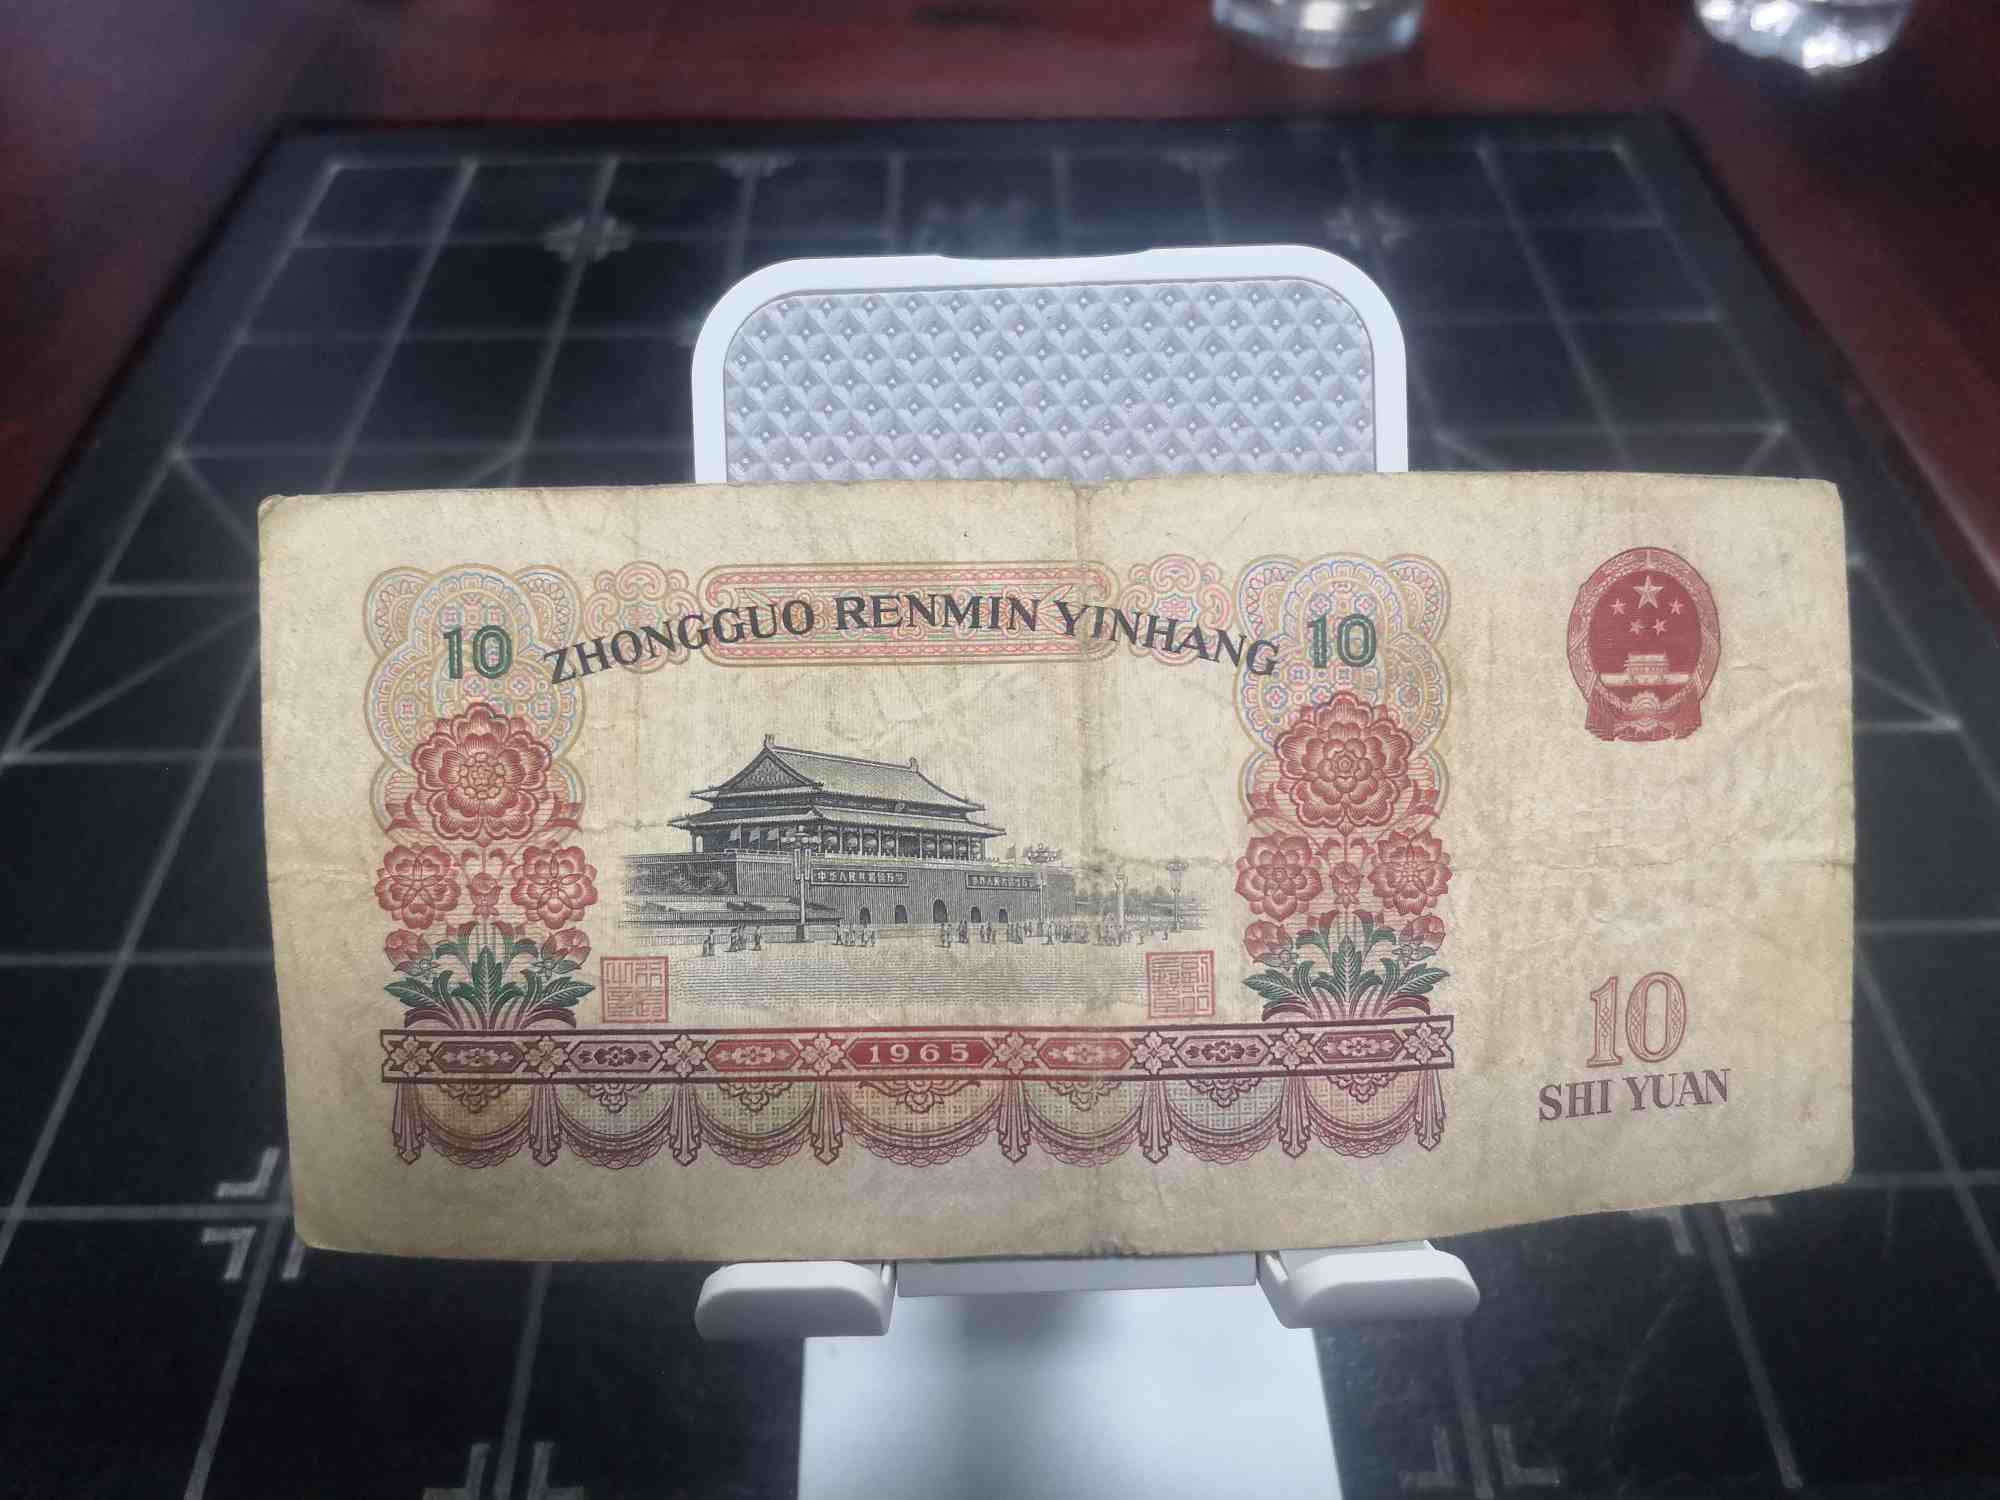 10 ZHONGGUO RENMIN YINHANG 10
1965
10
SHI YUAN